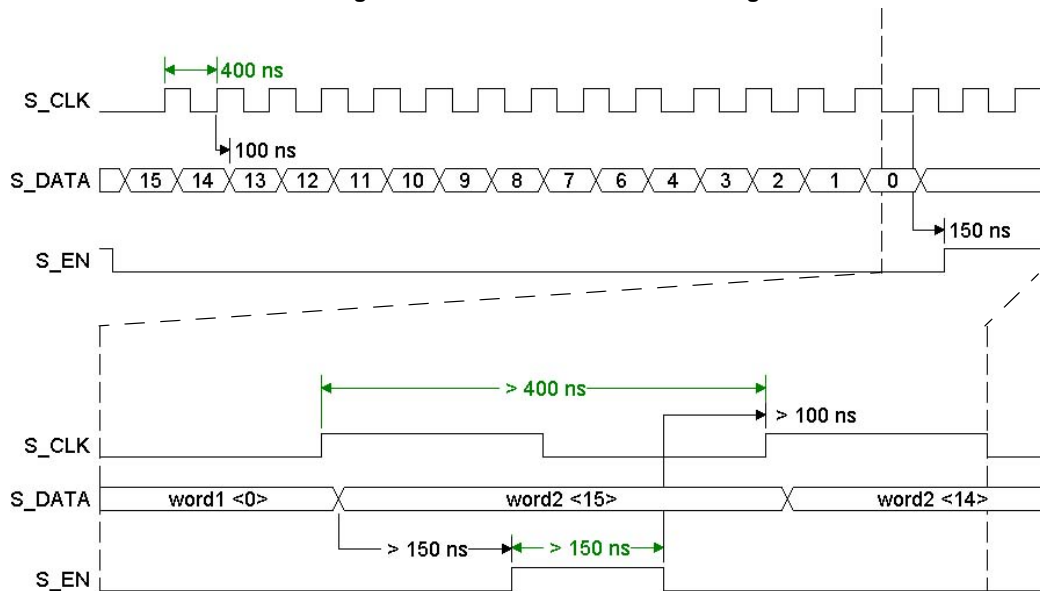 400 ns
S_CLK
100 ns
S_DATA 15 14 13 12 11 10 9 8 7 6 4 3 2 1 0
150 ns
S_EN
> 400 ns
> 100 ns
S_CLK
S_DATA word1 <0> word2 <15> word2 <14>
> 150 ns > 150 ns
S_EN